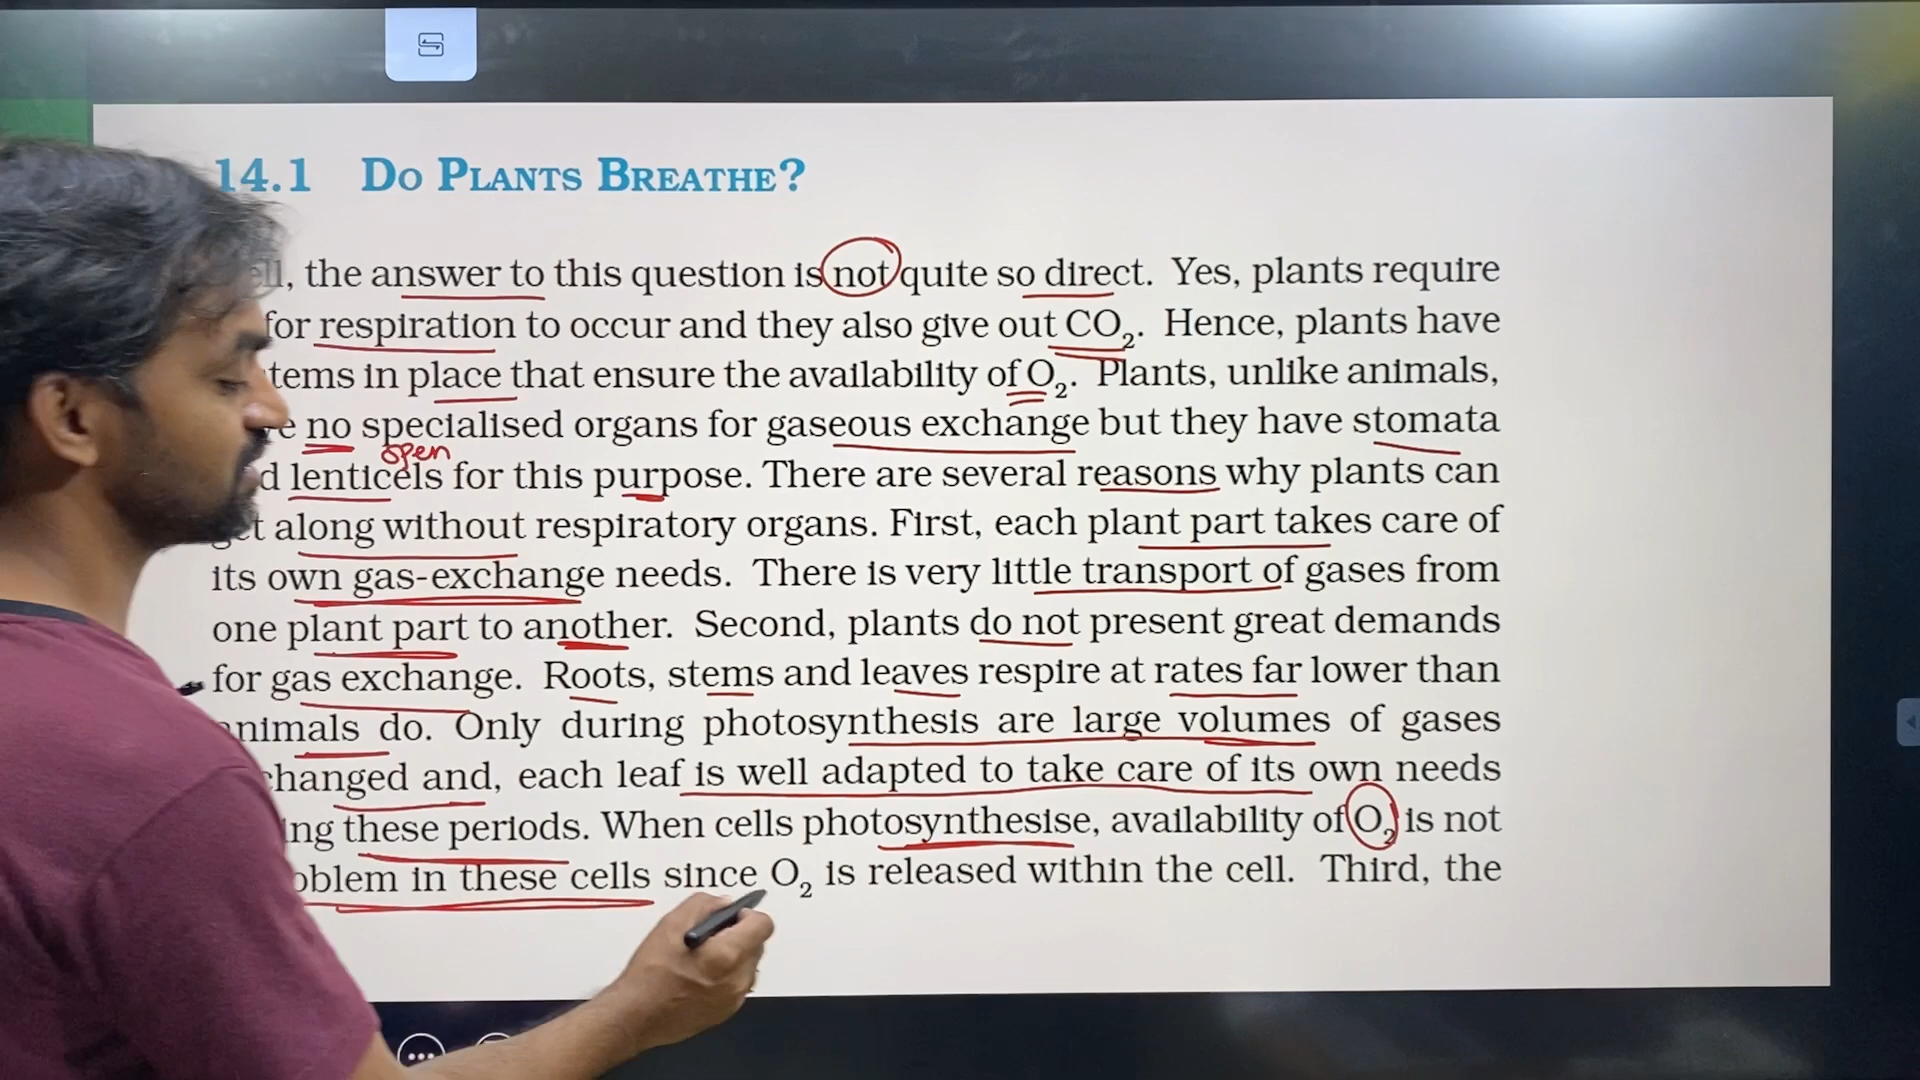 14.1 Do Plants Breathe?
the answer to this question is not quite so direct. Yes, plants require
for respiration to occur and they also give out CO₂. Hence, plants have
tems in place that ensure the availability of O₂. Plants, unlike animals,
e no specialised organs for gaseous exchange but they have stomata
open
d lenticels for this purpose. There are several reasons why plants can
along without respiratory organs. First, each plant part takes care of
its own gas-exchange needs. There is very little transport of gases from
one plant part to another. Second, plants do not present great demands
for gas exchange. Roots, stems and leaves respire at rates far lower than
nimals do. Only during photosynthesis are large volumes of gases
changed and, each leaf is well adapted to take care of its own needs
ing these periods. When cells photosynthesise, availability of O₂ is not
oblem in these cells since O₂ is released within the cell. Third, the